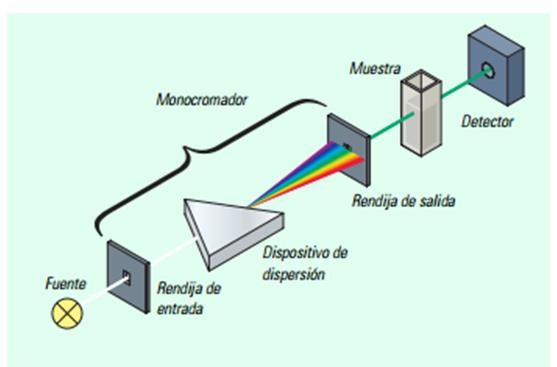 Monocromador
Muestra
Detector
Rendija de salida
Dispositivo de
dispersión
Fuente
Rendija de
entrada